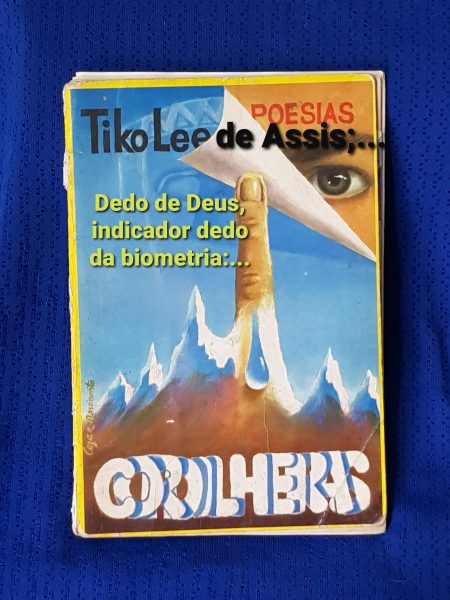 POESIAS
Tiko Lee de Assis;...
Dedo de Deus,
indicador dedo
da biometria:...
CORDILHEIRAS